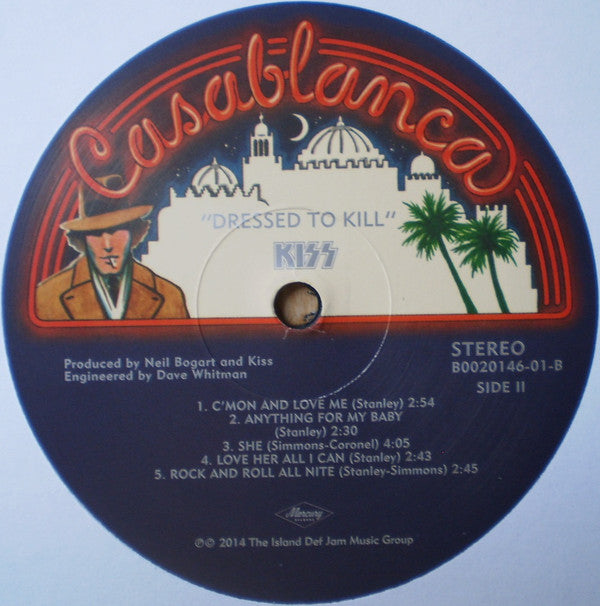 Casablanca
"DRESSED TO KILL"
KISS
Produced by Neil Bogart and Kiss
Engineered by Dave Whitman
STEREO
B0020146-01-B
SIDE II
1. C'MON AND LOVE ME (Stanley) 2:54
2. ANYTHING FOR MY BABY
(Stanley) 2:30
3. SHE (Simmons-Coronel) 4:05
4. LOVE HER ALL I CAN (Stanley) 2:43
5. ROCK AND ROLL ALL NITE (Stanley-Simmons) 2:45
Mercury
RECORDS
℗© 2014 The Island Def Jam Music Group